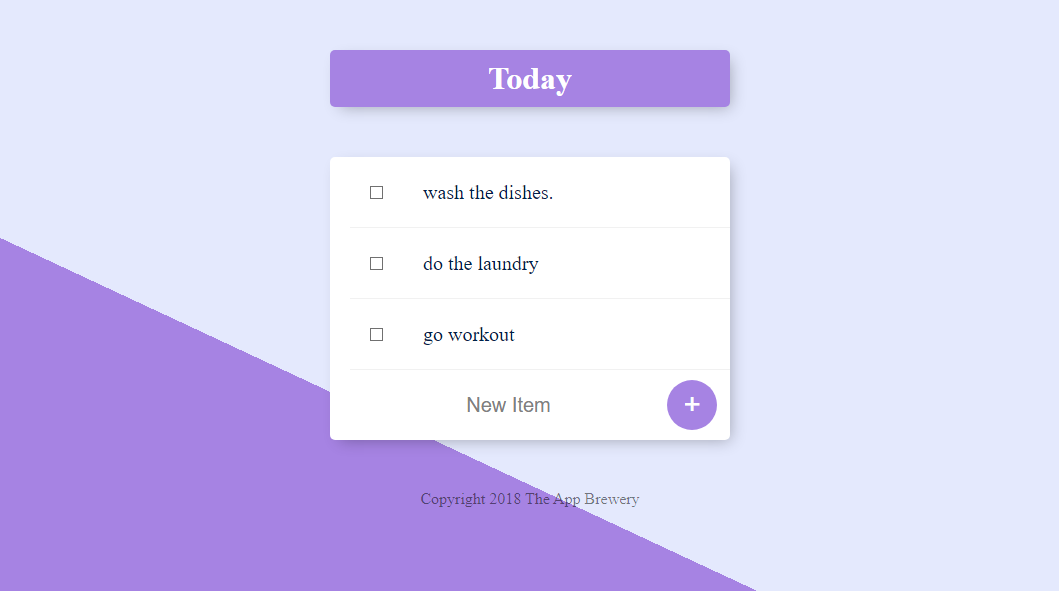 Today
wash the dishes.
do the laundry
go workout
New Item +
Copyright 2018 The App Brewery